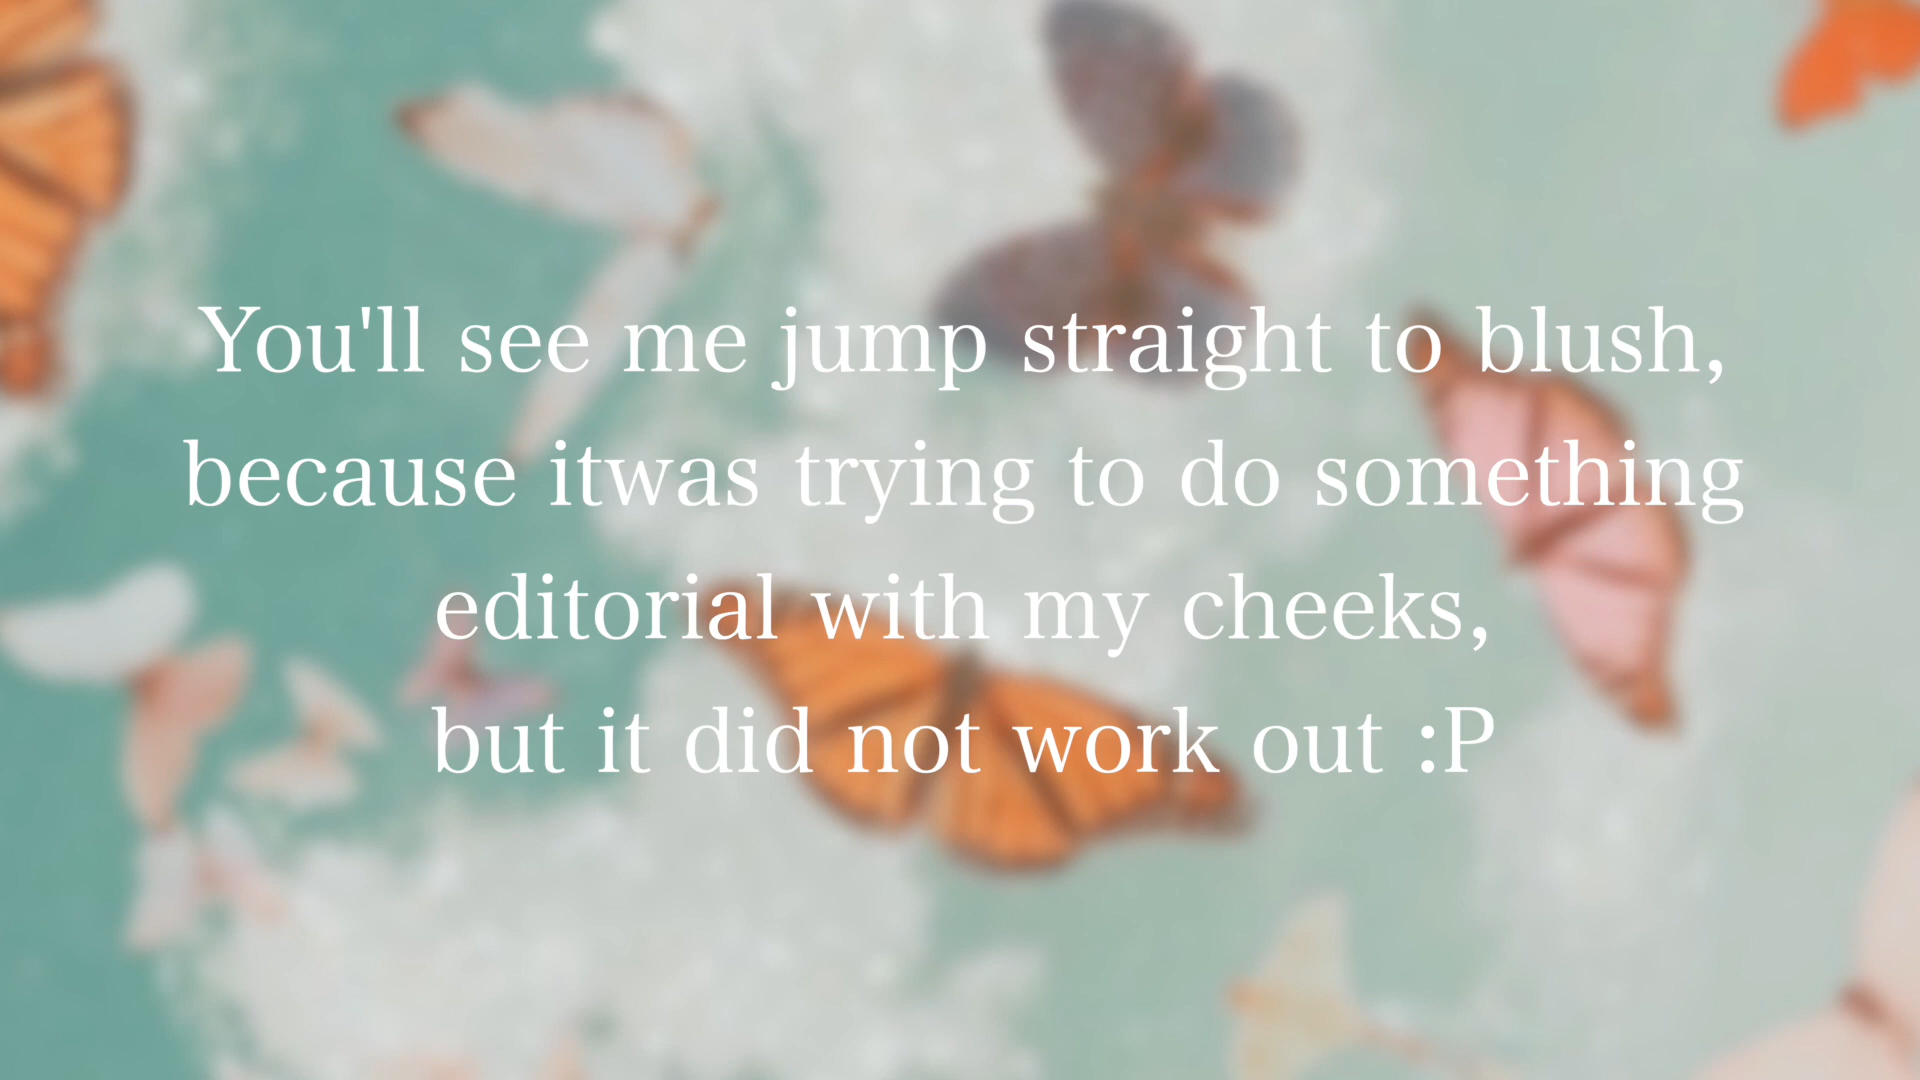 You'll see me jump straight to blush,
because itwas trying to do something
editorial with my cheeks,
but it did not work out :P